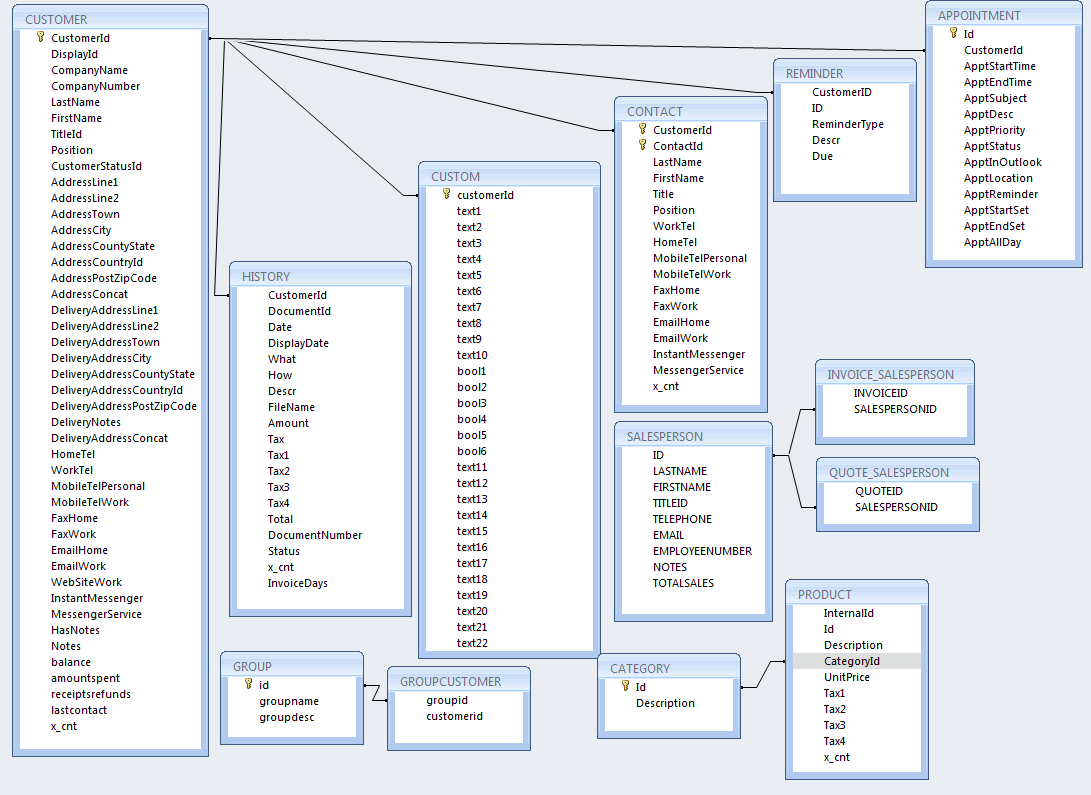 CUSTOMER
CustomerId
DisplayId
CompanyName
CompanyNumber
LastName
FirstName
TitleId
Position
CustomerStatusId
AddressLine1
AddressLine2
AddressTown
AddressCity
AddressCountyState
AddressCountryId
AddressPostZipCode
AddressConcat
DeliveryAddressLine1
DeliveryAddressLine2
DeliveryAddressTown
DeliveryAddressCity
DeliveryAddressCountyState
DeliveryAddressCountryId
DeliveryAddressPostZipCode
DeliveryNotes
DeliveryAddressConcat
HomeTel
WorkTel
MobileTelPersonal
MobileTelWork
FaxHome
FaxWork
EmailHome
EmailWork
WebSiteWork
InstantMessenger
MessengerService
HasNotes
Notes
balance
amountspent
receiptsrefunds
lastcontact
x_cnt
HISTORY
CustomerId
DocumentId
Date
DisplayDate
What
How
Descr
FileName
Amount
Tax
Tax1
Tax2
Tax3
Tax4
Total
DocumentNumber
Status
x_cnt
InvoiceDays
CUSTOM
customerId
text1
text2
text3
text4
text5
text6
text7
text8
text9
text10
bool1
bool2
bool3
bool4
bool5
bool6
text11
text12
text13
text14
text15
text16
text17
text18
text19
text20
text21
text22
CONTACT
CustomerId
ContactId
LastName
FirstName
Title
Position
WorkTel
HomeTel
MobileTelPersonal
MobileTelWork
FaxHome
FaxWork
EmailHome
EmailWork
InstantMessenger
MessengerService
x_cnt
REMINDER
CustomerID
ID
ReminderType
Descr
Due
APPOINTMENT
Id
CustomerId
ApptStartTime
ApptEndTime
ApptSubject
ApptDesc
ApptPriority
ApptStatus
ApptInOutlook
ApptLocation
ApptReminder
ApptStartSet
ApptEndSet
ApptAllDay
SALESPERSON
ID
LASTNAME
FIRSTNAME
TITLEID
TELEPHONE
EMAIL
EMPLOYEENUMBER
NOTES
TOTALSALES
INVOICE_SALESPERSON
INVOICEID
SALESPERSONID
QUOTE_SALESPERSON
QUOTEID
SALESPERSONID
GROUP
id
groupname
groupdesc
GROUPCUSTOMER
groupid
customerid
CATEGORY
Id
Description
PRODUCT
InternalId
Id
Description
CategoryId
UnitPrice
Tax1
Tax2
Tax3
Tax4
x_cnt